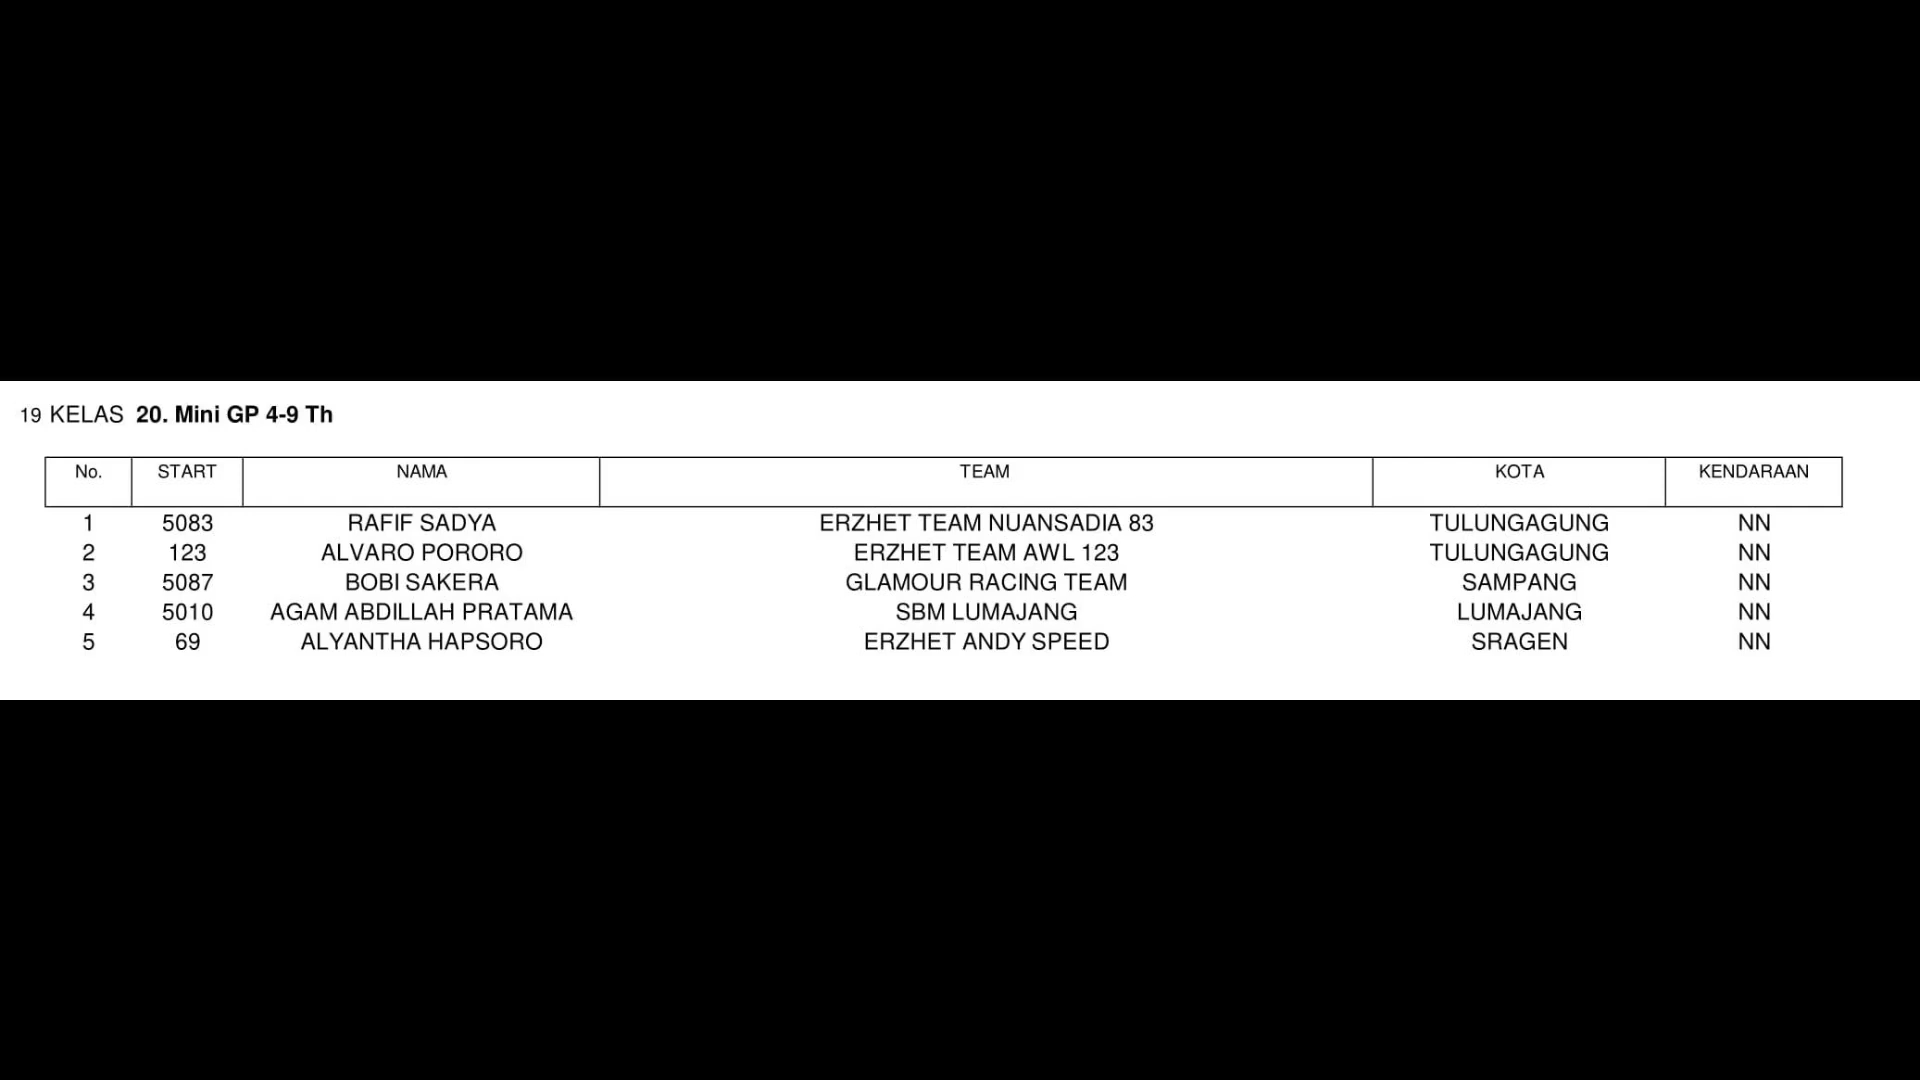 19 KELAS 20. Mini GP 4-9 Th
No. START NAMA TEAM KOTA KENDARAAN
1 5083 RAFIF SADYA ERZHET TEAM NUANSADIA 83 TULUNGAGUNG NN
2 123 ALVARO PORORO ERZHET TEAM AWL 123 TULUNGAGUNG NN
3 5087 BOBI SAKERA GLAMOUR RACING TEAM SAMPANG NN
4 5010 AGAM ABDILLAH PRATAMA SBM LUMAJANG LUMAJANG NN
5 69 ALYANTHA HAPSORO ERZHET ANDY SPEED SRAGEN NN